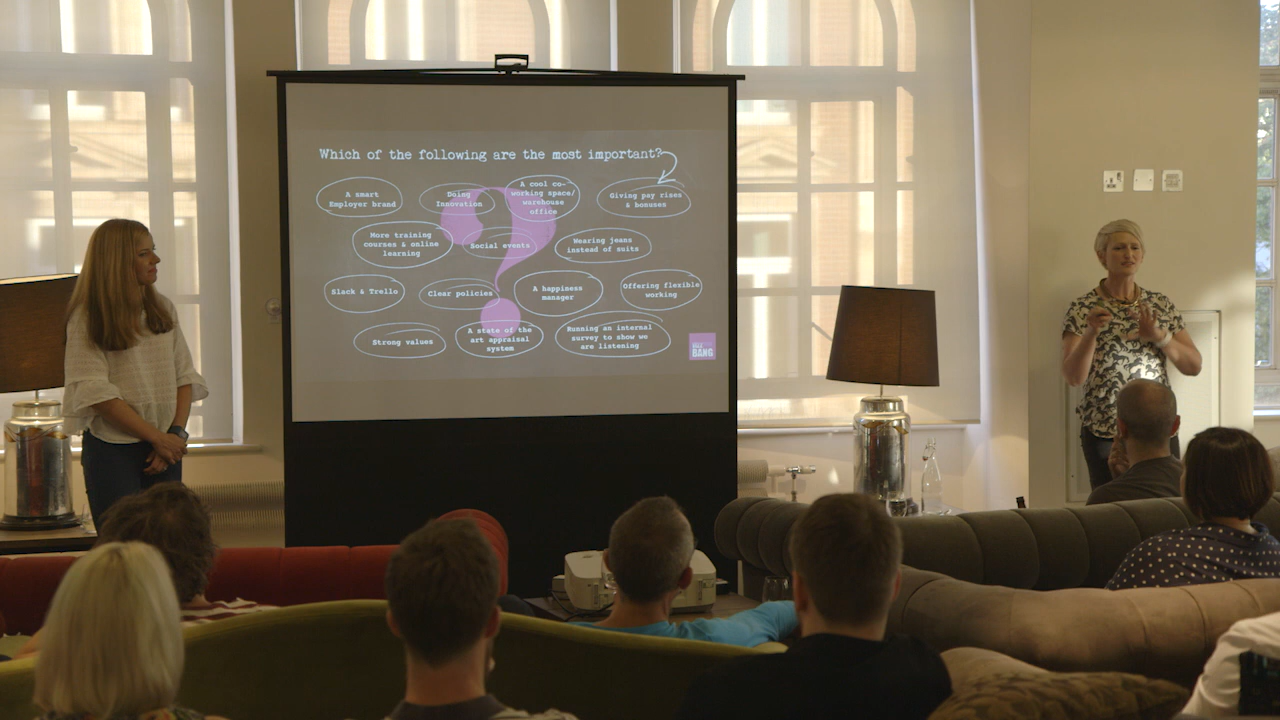 Which of the following are the most important?
A smart
Employer brand
Doing
Innovation
A cool co-
working space/
warehouse
office
Giving pay rises
& bonuses
More training
courses & online
learning
Social events
Wearing jeans
instead of suits
Slack & Trello
Clear policies
A happiness
manager
Offering flexible
working
Strong values
A state of the
art appraisal
system
Running an internal
survey to show we
are listening
BANG